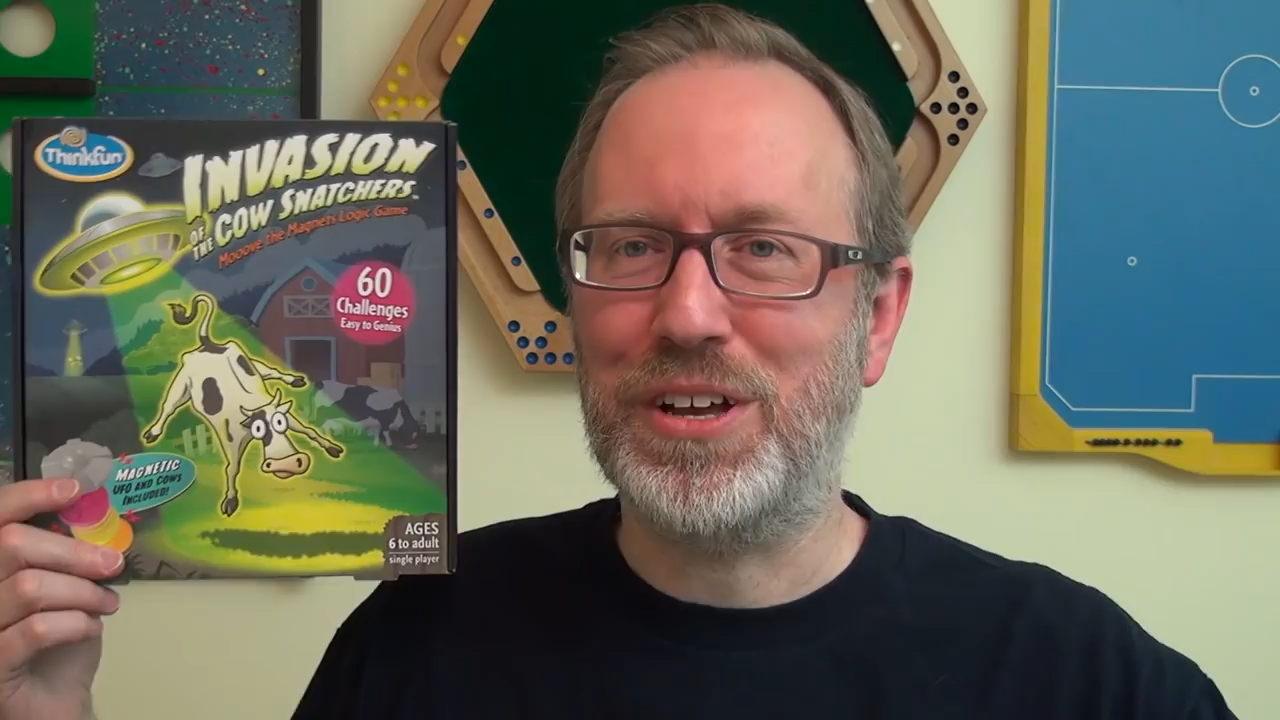 ThinkFun
INVASION
OF THE COW SNATCHERS™
Mooove the Magnets Logic Game
60
Challenges
Easy to Genius
MAGNETIC
UFO AND COWS
INCLUDED!
AGES
6 to adult
single player